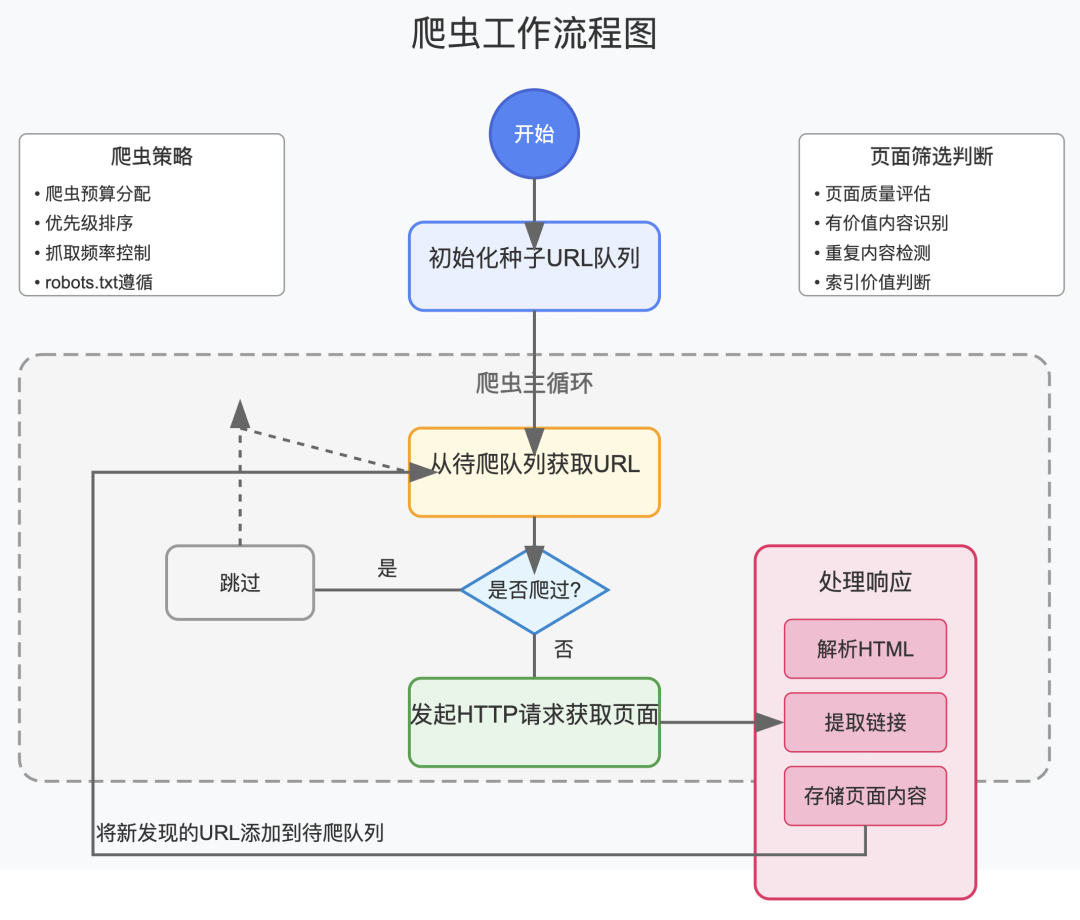 爬虫工作流程图
开始
爬虫策略
• 爬虫预算分配
• 优先级排序
• 抓取频率控制
• robots.txt遵循
页面筛选判断
• 页面质量评估
• 有价值内容识别
• 重复内容检测
• 索引价值判断
初始化种子URL队列
爬虫主循环
从待爬队列获取URL
是否爬过?
是
跳过
否
发起HTTP请求获取页面
处理响应
解析HTML
提取链接
存储页面内容
将新发现的URL添加到待爬队列